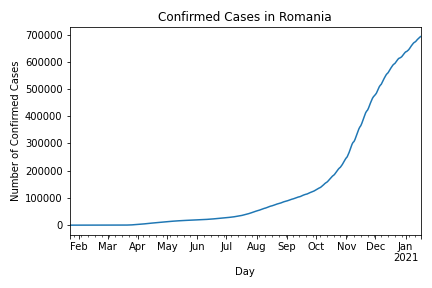 Confirmed Cases in Romania
Number of Confirmed Cases
700000
600000
500000
400000
300000
200000
100000
0
Feb Mar Apr May Jun Jul Aug Sep Oct Nov Dec Jan
2021
Day